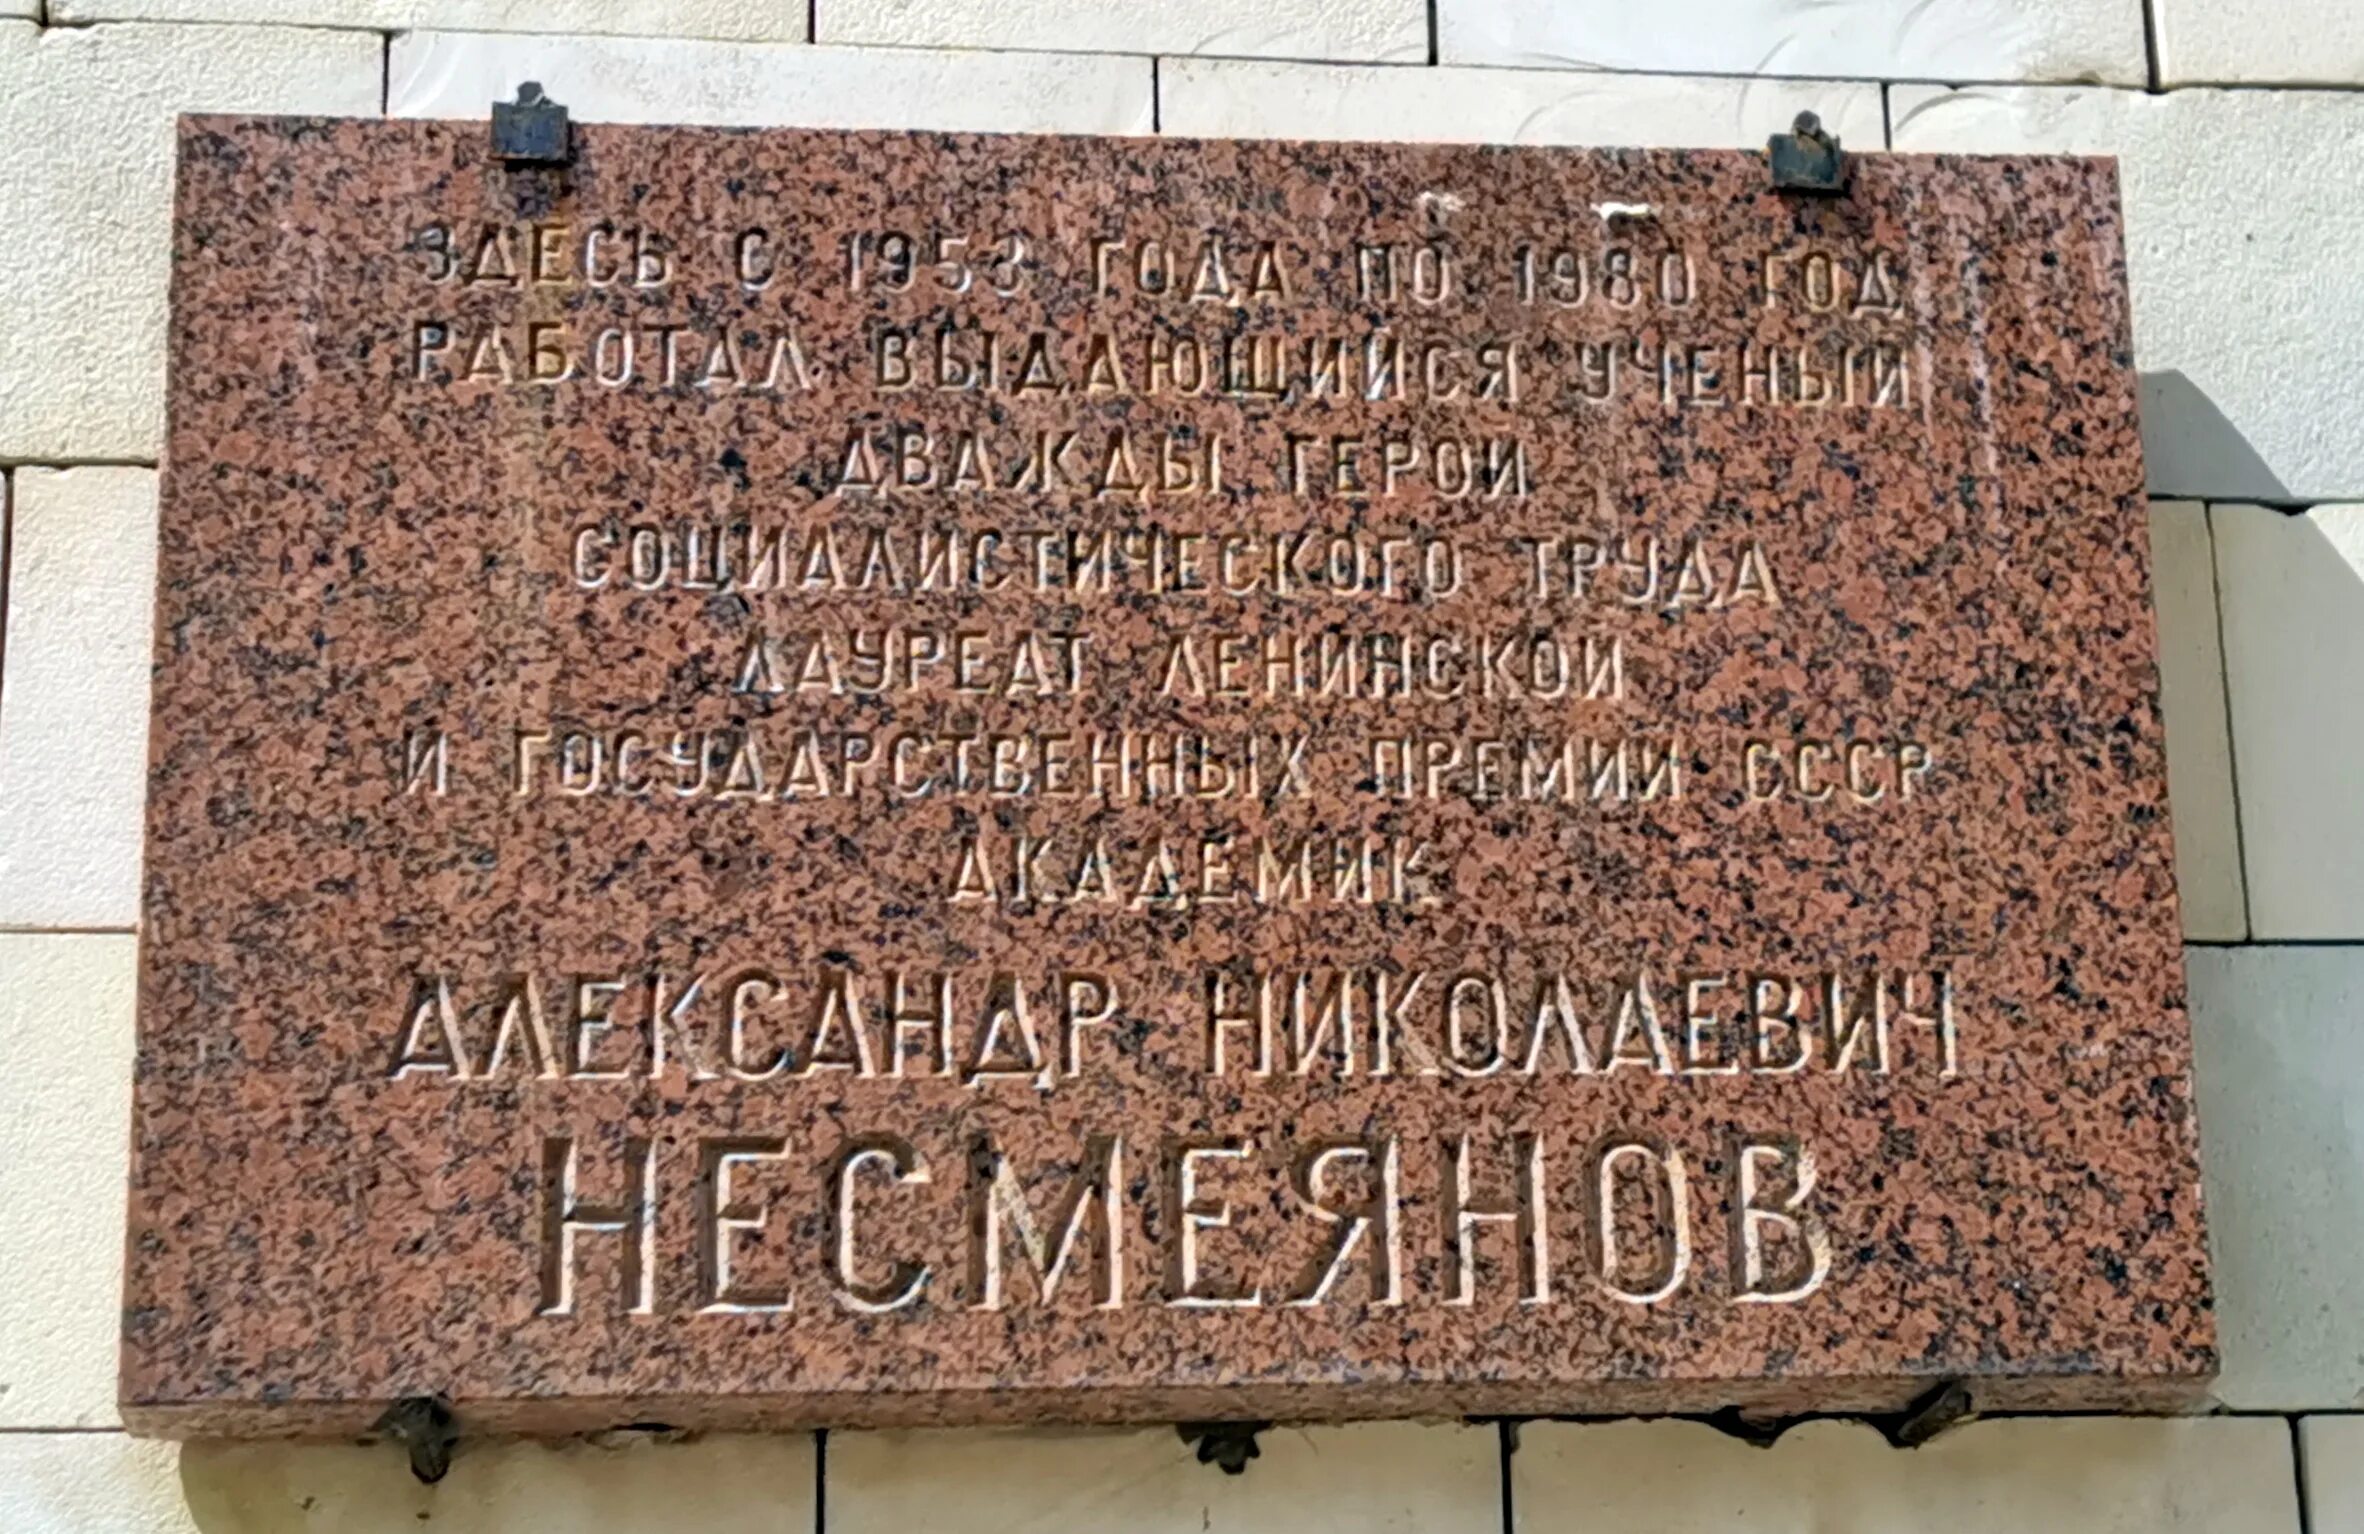 ЗДЕСЬ С 1953 ГОДА ПО 1980 ГОД
РАБОТАЛ ВЫДАЮЩИЙСЯ УЧЕНЫЙ
ДВАЖДЫ ГЕРОЙ
СОЦИАЛИСТИЧЕСКОГО ТРУДА
ЛАУРЕАТ ЛЕНИНСКОЙ
И ГОСУДАРСТВЕННЫХ ПРЕМИЙ СССР
АКАДЕМИК
АЛЕКСАНДР НИКОЛАЕВИЧ
НЕСМЕЯНОВ